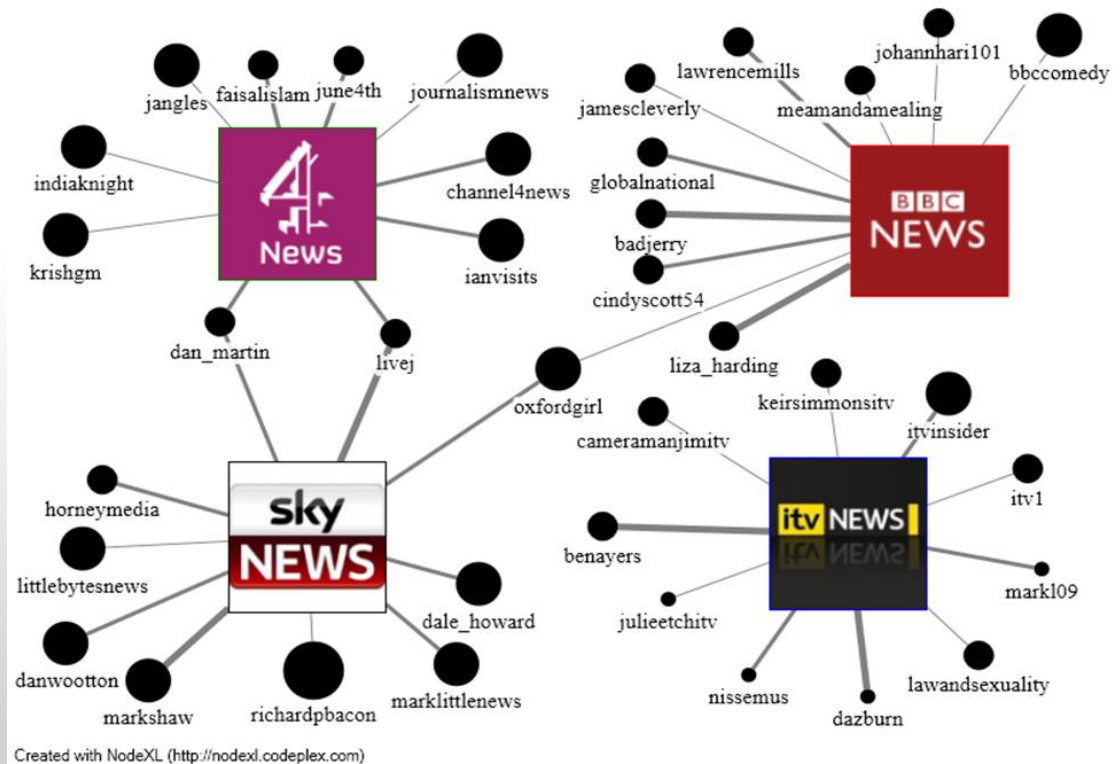 jangles
faisalislam
june4th
journalismnews
indiaknight
4
News
channel4news
krishgm
ianvisits
dan_martin
livej
johannhari101
lawrencemills
bbccomedy
jamescleverly
meamandamealing
globalnational
BBC
NEWS
badjerry
cindyscott54
liza_harding
oxfordgirl
keirsimmonsitv
itvinsider
cameramanjimitv
horneymedia
sky
NEWS
littlebytesnews
dale_howard
danwootton
markshaw
richardpbacon
marklittlenews
itv NEWS
itv1
benayers
markl09
julieetchitv
lawandsexuality
nissemus
dazburn
Created with NodeXL (http://nodexl.codeplex.com)